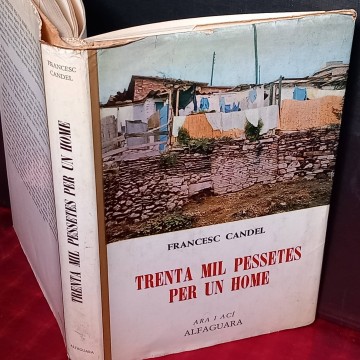 FRANCESC
CANDEL
TRENTA MIL PESSETES PER UN HOME
ALFAGUARA
FRANCESC CANDEL
TRENTA MIL PESSETES
PER UN HOME
ARA I ACÍ
ALFAGUARA